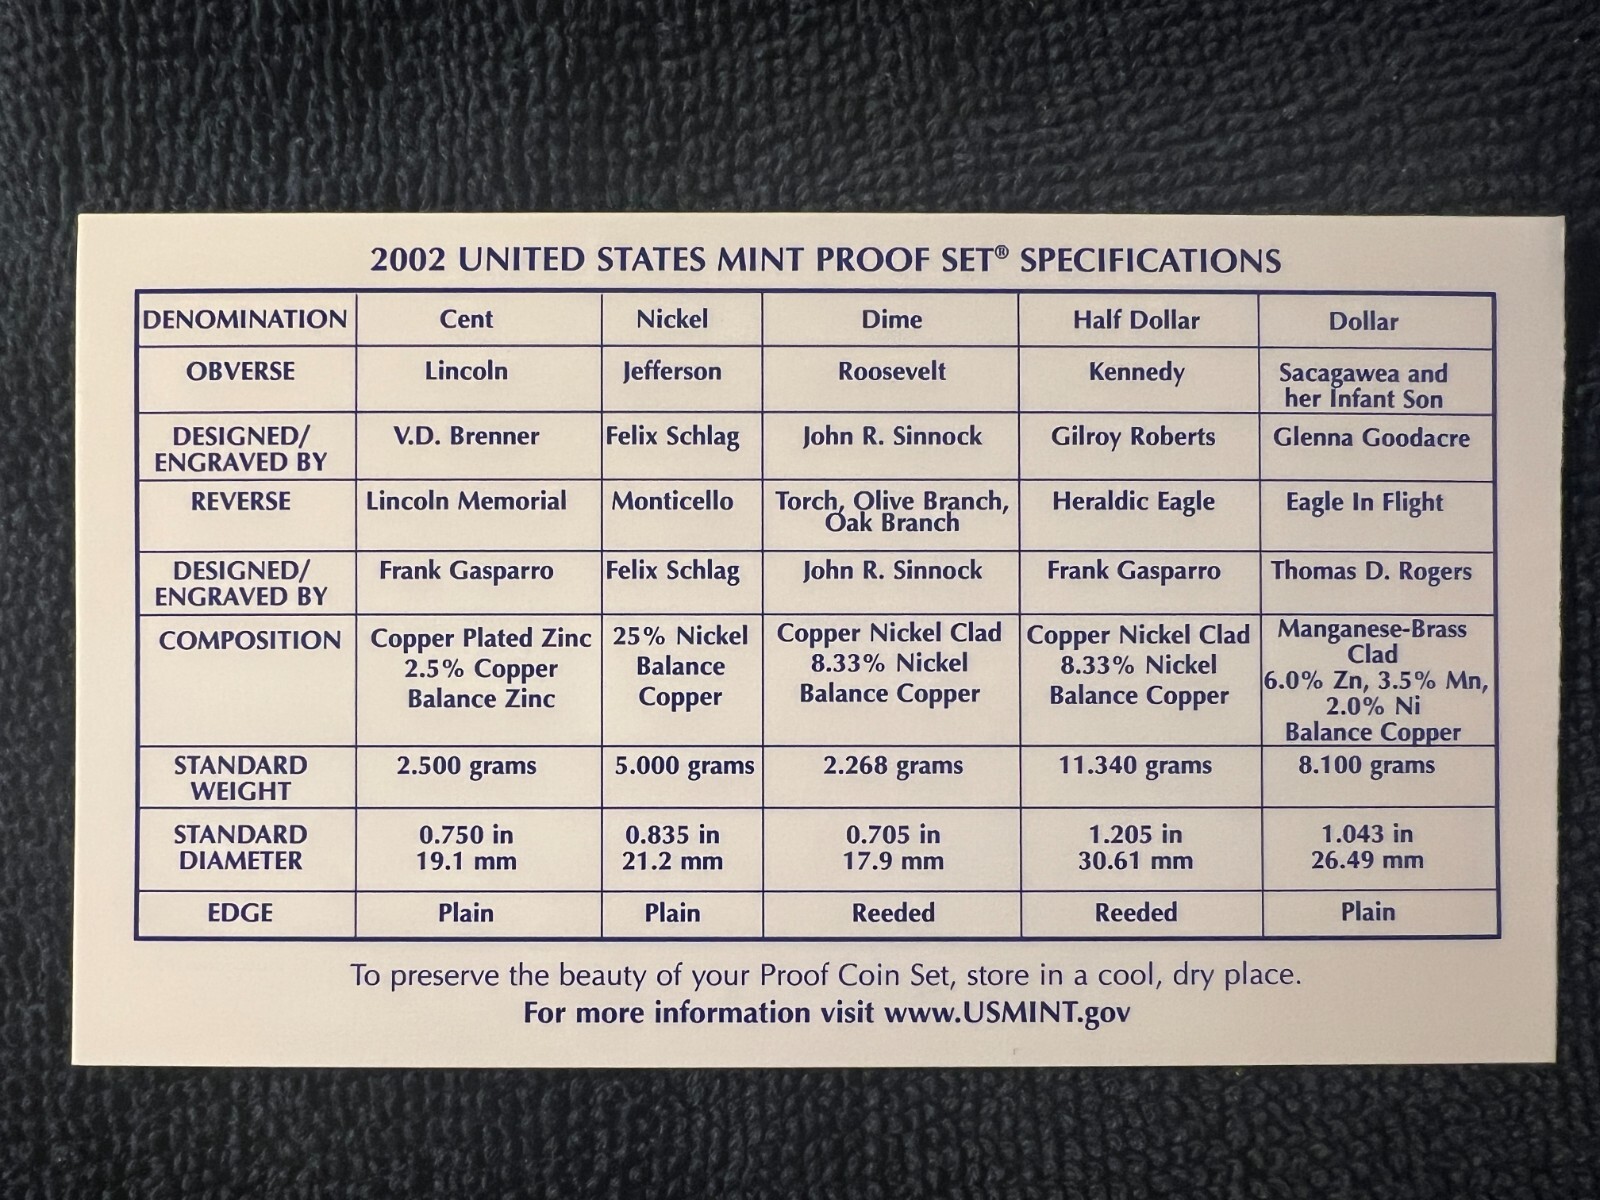 2002 UNITED STATES MINT PROOF SET® SPECIFICATIONS
DENOMINATION Cent Nickel Dime Half Dollar Dollar
OBVERSE Lincoln Jefferson Roosevelt Kennedy Sacagawea and
her Infant Son
DESIGNED/ V.D. Brenner Felix Schlag John R. Sinnock Gilroy Roberts Glenna Goodacre
ENGRAVED BY
REVERSE Lincoln Memorial Monticello Torch, Olive Branch, Heraldic Eagle Eagle In Flight
Oak Branch
DESIGNED/ Frank Gasparro Felix Schlag John R. Sinnock Frank Gasparro Thomas D. Rogers
ENGRAVED BY
COMPOSITION Copper Plated Zinc 25% Nickel Copper Nickel Clad Copper Nickel Clad Manganese-Brass
Clad
2.5% Copper Balance 8.33% Nickel 8.33% Nickel 6.0% Zn, 3.5% Mn,
Balance Zinc Copper Balance Copper Balance Copper 2.0% Ni
Balance Copper
STANDARD 2.500 grams 5.000 grams 2.268 grams 11.340 grams 8.100 grams
WEIGHT
STANDARD 0.750 in 0.835 in 0.705 in 1.205 in 1.043 in
DIAMETER 19.1 mm 21.2 mm 17.9 mm 30.61 mm 26.49 mm
EDGE Plain Plain Reeded Reeded Plain
To preserve the beauty of your Proof Coin Set, store in a cool, dry place.
For more information visit www.USMINT.gov